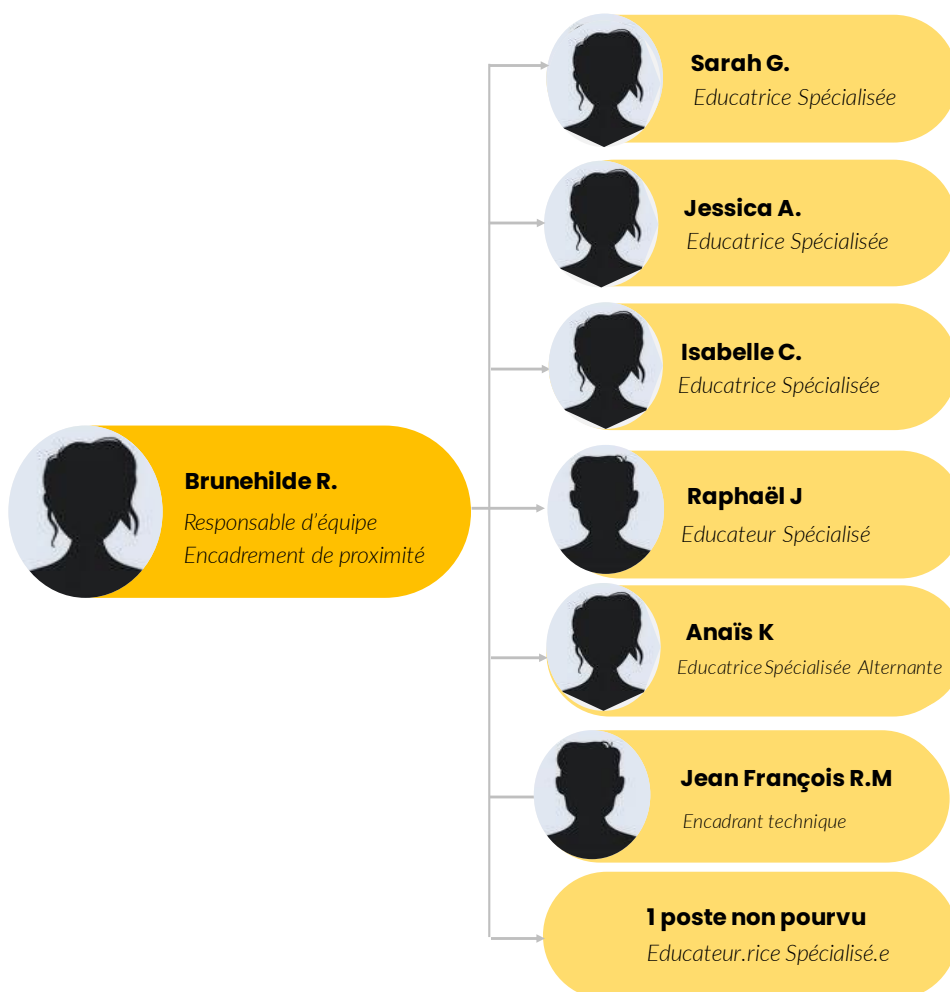 Sarah G.
Educatrice Spécialisée
Jessica A.
Educatrice Spécialisée
Isabelle C.
Educatrice Spécialisée
Brunehilde R.
Responsable d'équipe
Encadrement de proximité
Raphaël J
Educateur Spécialisé
Anaïs K
Educatrice Spécialisée Alternante
Jean François R.M
Encadrant technique
1 poste non pourvu
Educateur.rice Spécialisé.e